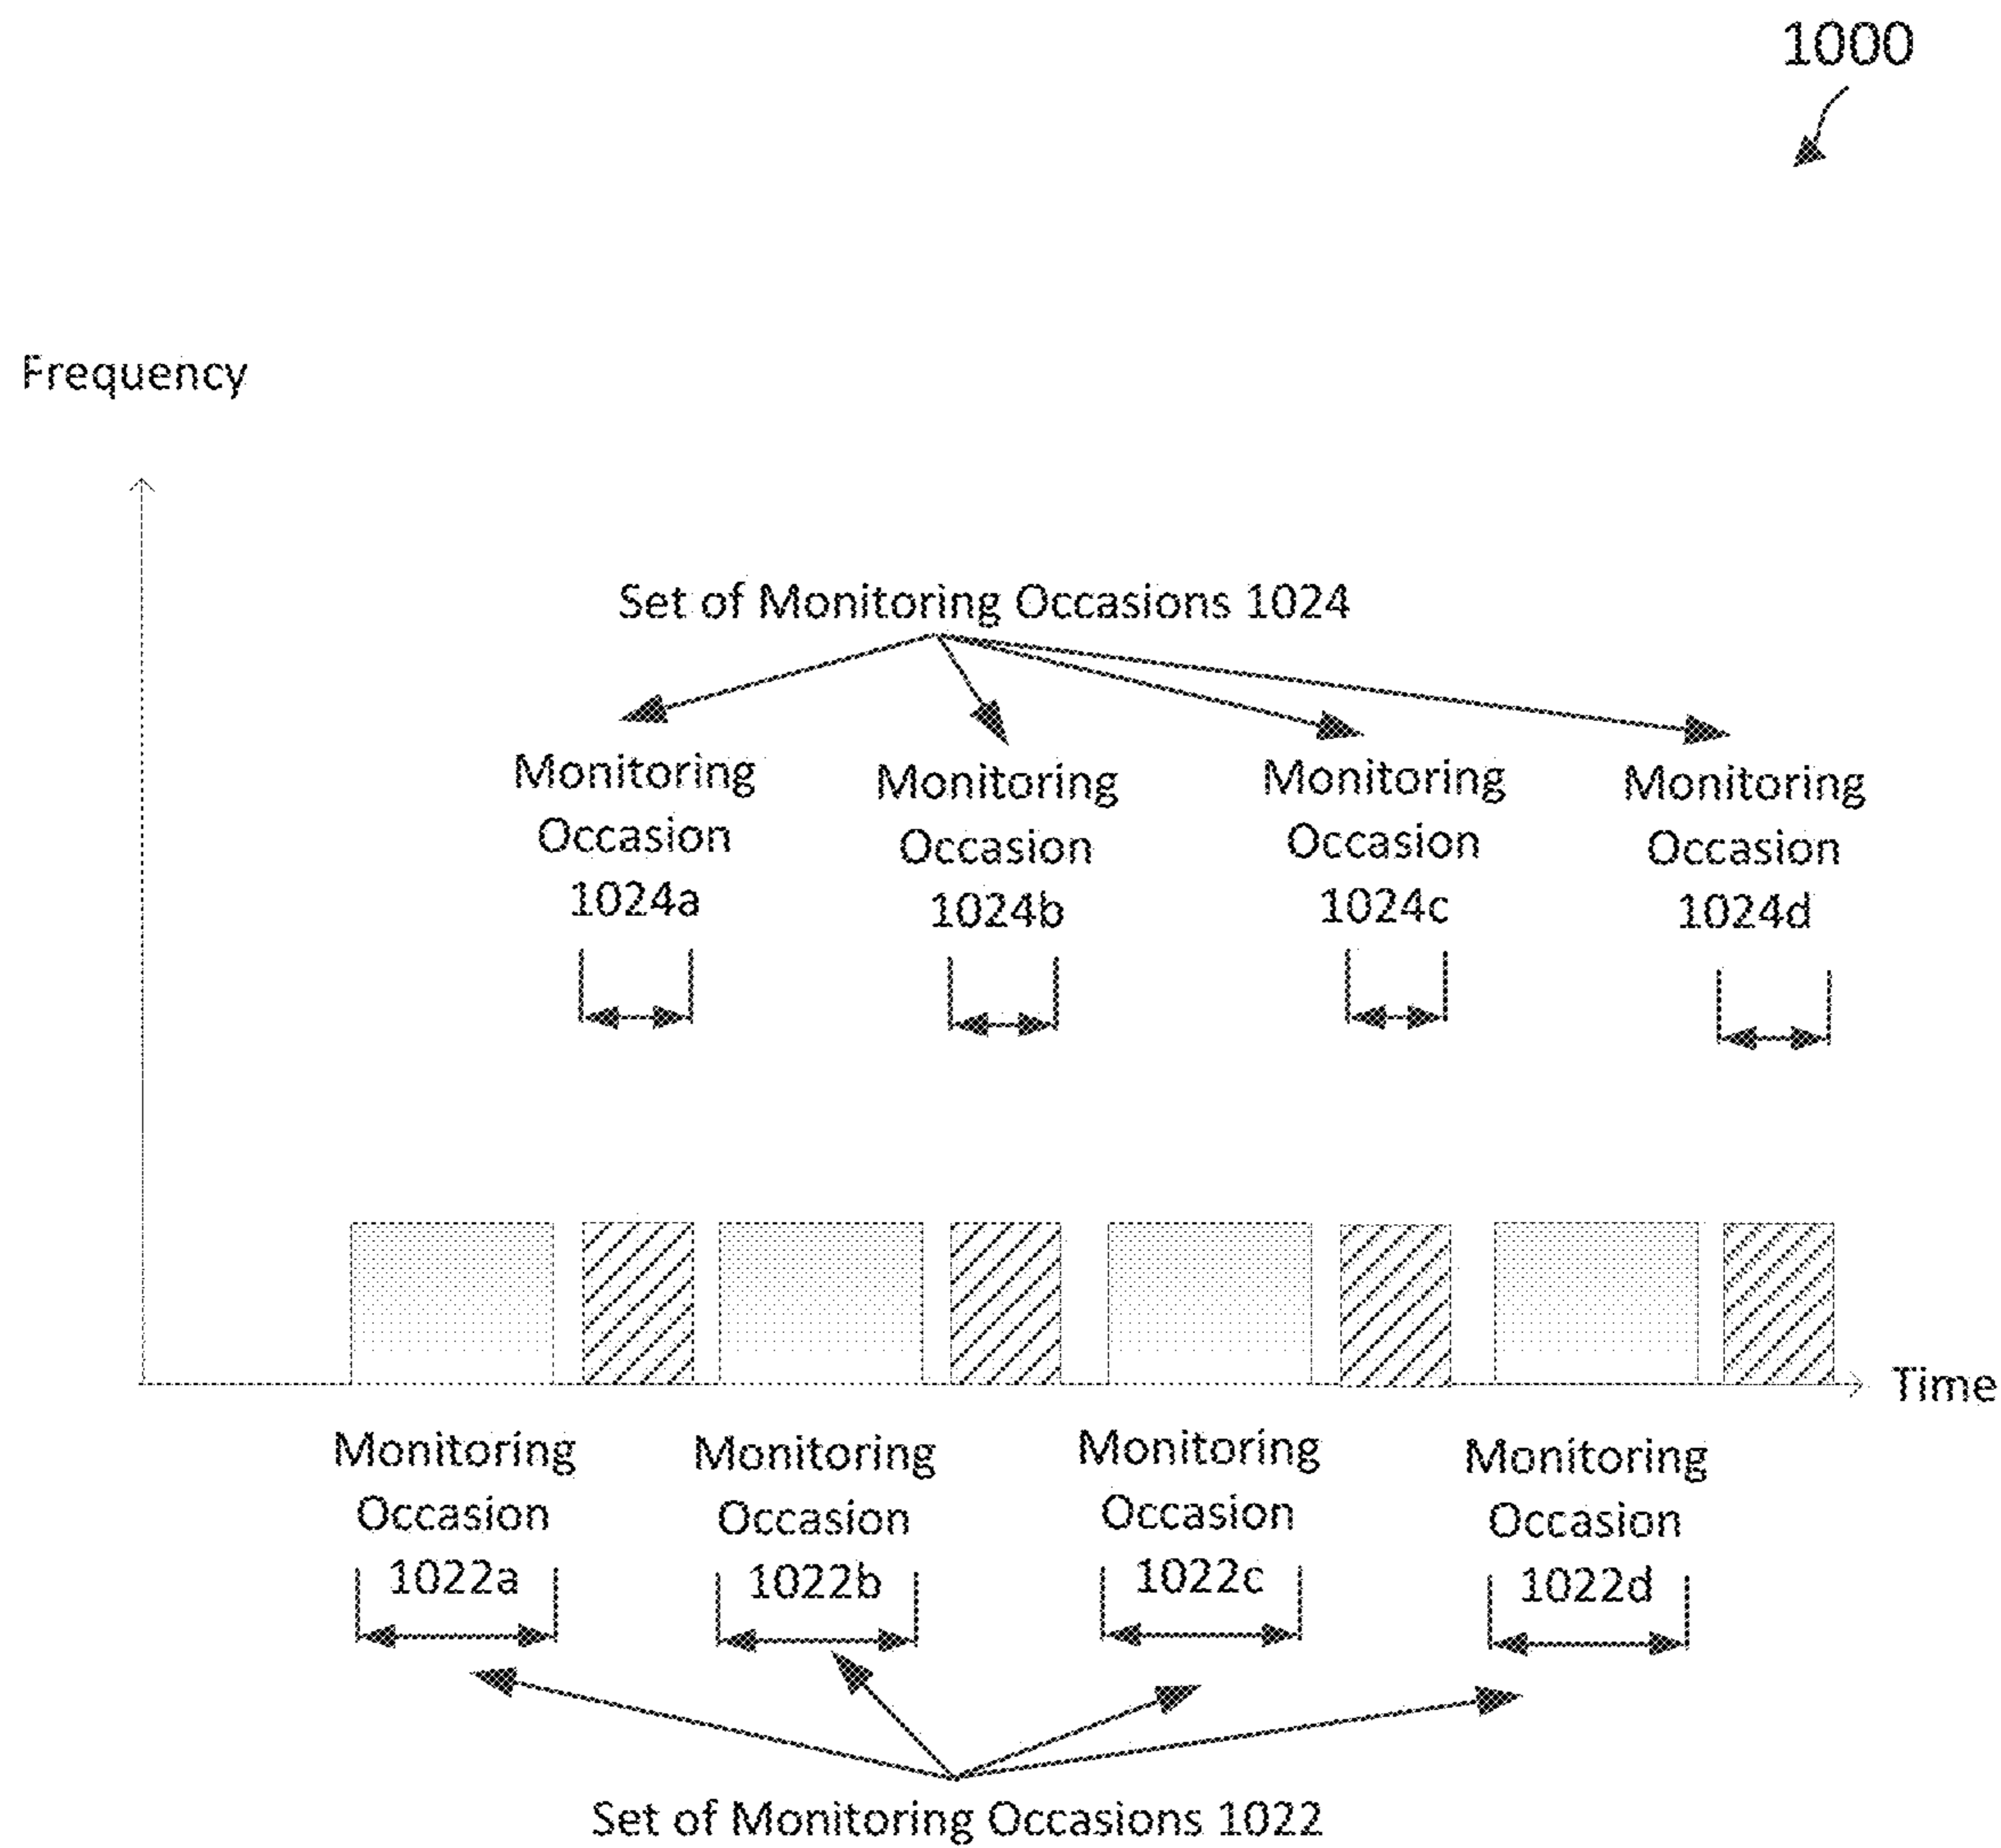 1000
Frequency
Set of Monitoring Occasions 1024
Monitoring
Occasion
1024a
Monitoring
Occasion
1024b
Monitoring
Occasion
1024c
Monitoring
Occasion
1024d
Time
Monitoring
Occasion
1022a
Monitoring
Occasion
1022b
Monitoring
Occasion
1022c
Monitoring
Occasion
1022d
Set of Monitoring Occasions 1022